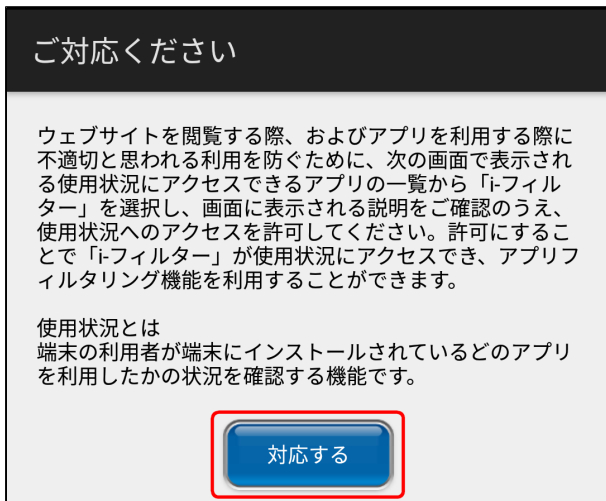 ご対応ください
ウェブサイトを閲覧する際、およびアプリを利用する際に
不適切と思われる利用を防ぐために、次の画面で表示され
る使用状況にアクセスできるアプリの一覧から「i-フィル
ター」を選択し、画面に表示される説明をご確認のうえ、
使用状況へのアクセスを許可してください。許可にするこ
とで「i-フィルター」が使用状況にアクセスでき、アプリフ
ィルタリング機能を利用することができます。
使用状況とは
端末の利用者が端末にインストールされているどのアプリ
を利用したかの状況を確認する機能です。
対応する